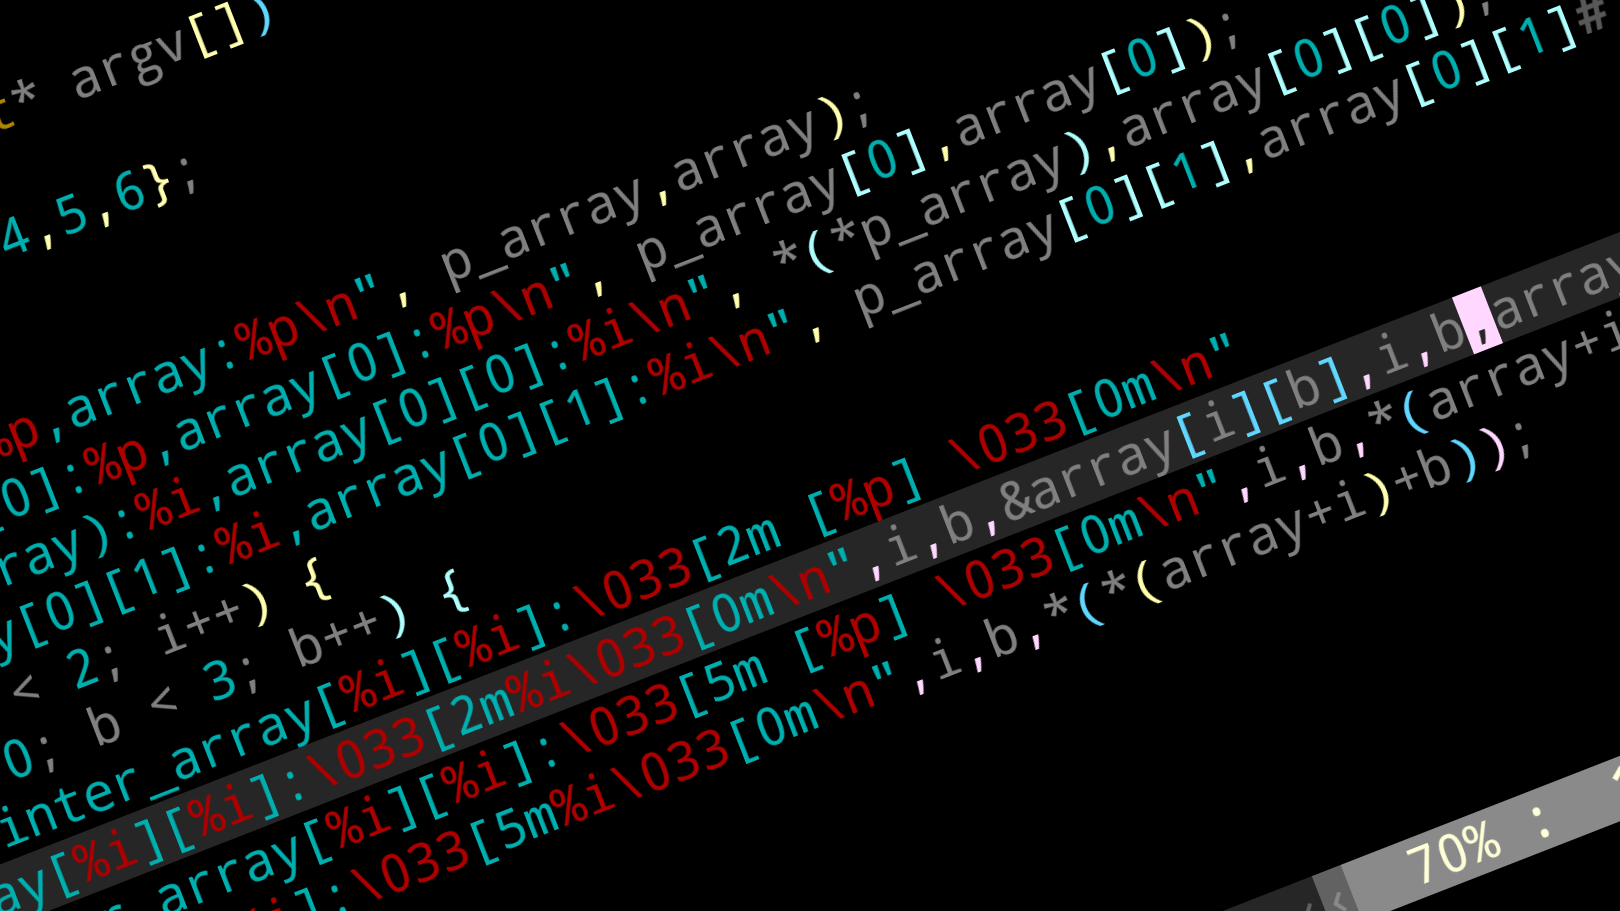 * argv[])
4,5,6};
%p,array:%p\n", p_array,array);
0]:%p,array[0]:%p\n", p_array[0],array[0]);
ray):%i,array[0][0]:%i\n", *(*p_array),array[0][0]);
y[0][1]:%i,array[0][1]:%i\n", p_array[0][1],array[0][1]#
< 2; i++) {
0; b < 3; b++) {
inter_array[%i][%i]:\033[2m [%p] \033[0m\n"
ay[%i][%i]:\033[2m%i\033[0m\n",i,b,&array[i][b],i,b,array
r_array[%i][%i]:\033[5m [%p] \033[0m\n",i,b,*(array+i
%i]:\033[5m%i\033[0m\n",i,b,*(*(array+i)+b));
70% :